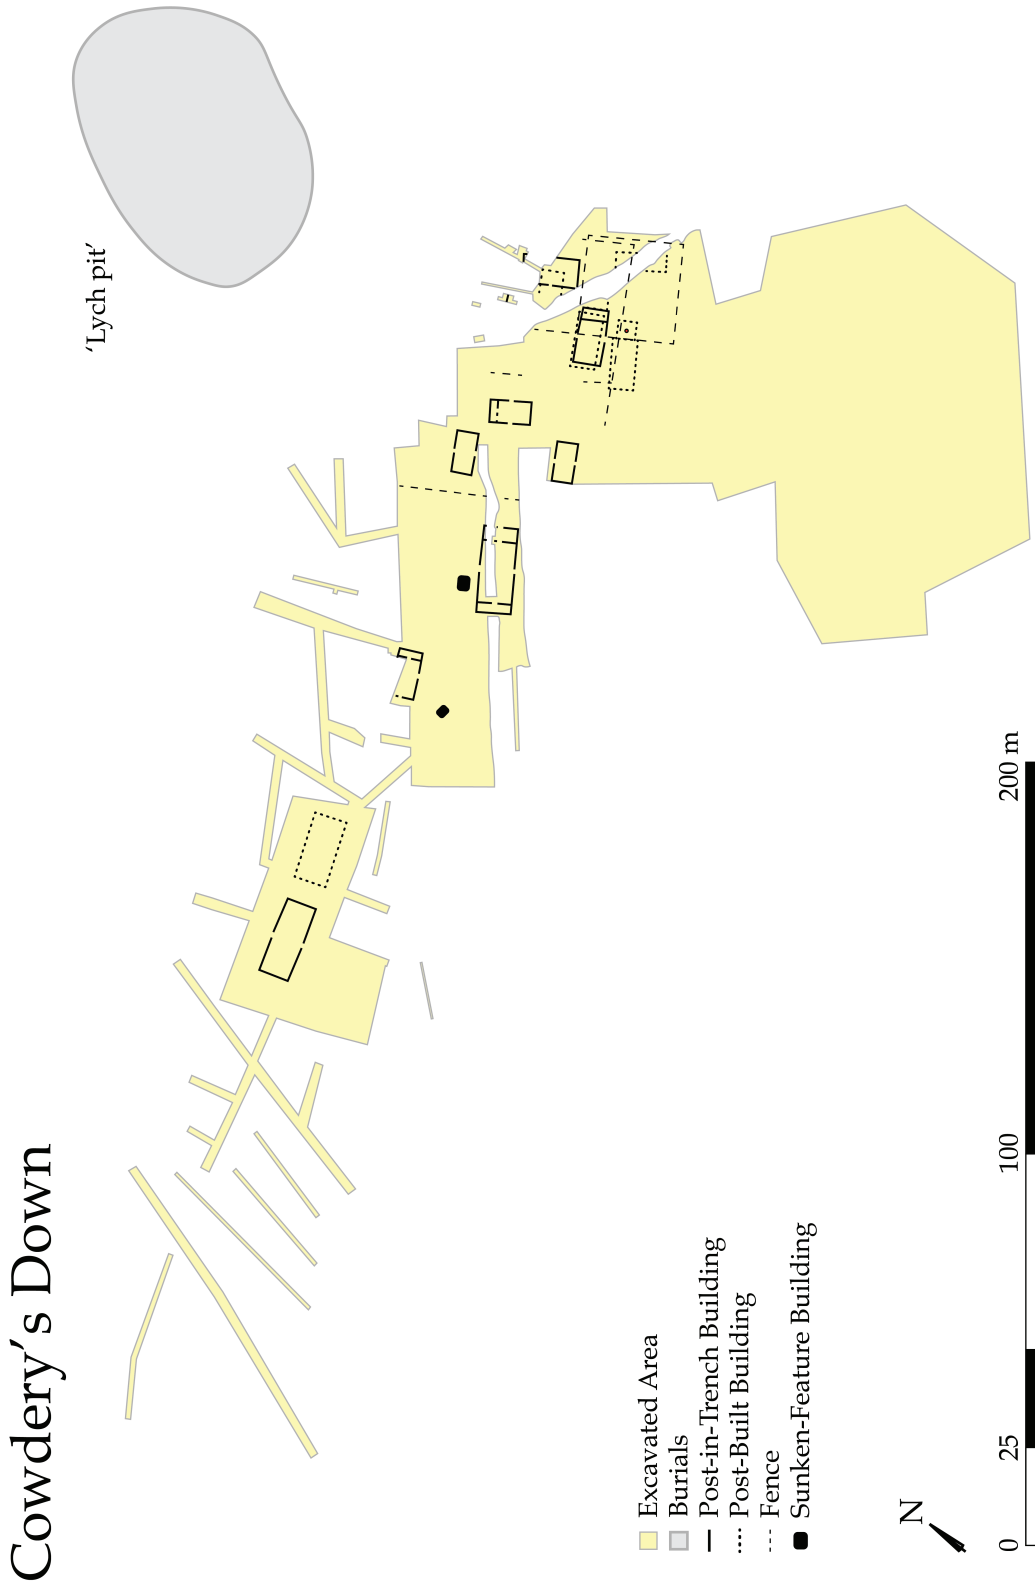 Cowdery's Down
'Lych pit'
Excavated Area
Burials
Post-in-Trench Building
Post-Built Building
Fence
Sunken-Feature Building
N
0 25 100 200 m